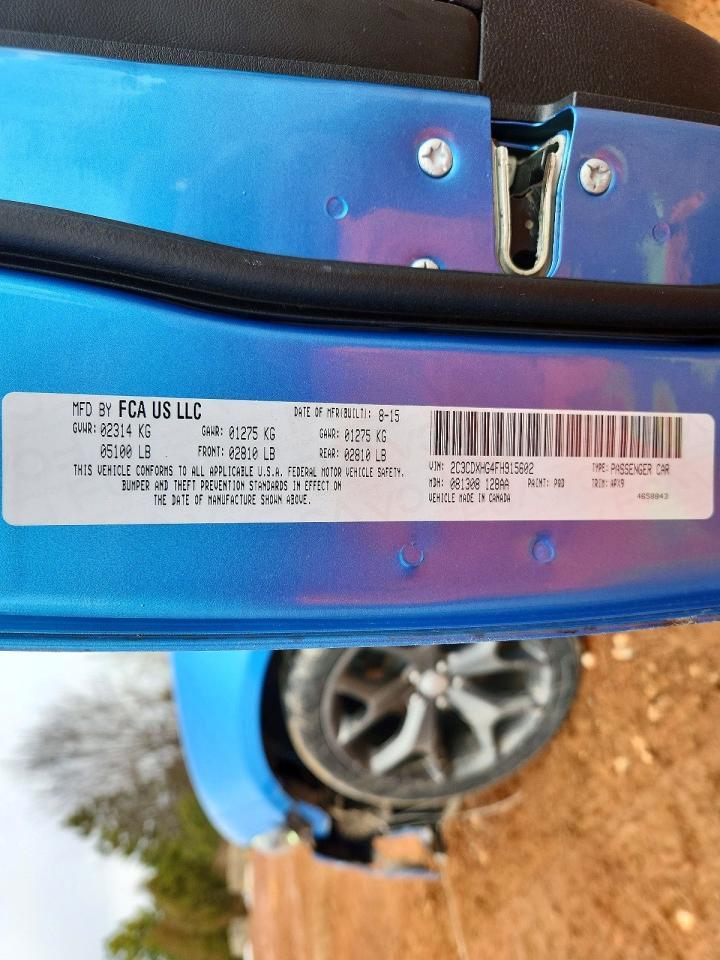 MFD BY FCA US LLC DATE OF MFR(BUILT): 8-15
GVWR: 02314 KG GAWR: 01275 KG GAWR: 01275 KG
05100 LB FRONT: 02810 LB REAR: 02810 LB
THIS VEHICLE CONFORMS TO ALL APPLICABLE U.S.A. FEDERAL MOTOR VEHICLE SAFETY,
BUMPER AND THEFT PREVENTION STANDARDS IN EFFECT ON
THE DATE OF MANUFACTURE SHOWN ABOVE.
VIN: 2C3CDXHG4FH915602 TYPE: PASSENGER CAR
MDH: 081308 128AA PAINT: PQD TRIM: APX9
VEHICLE MADE IN CANADA 4658843